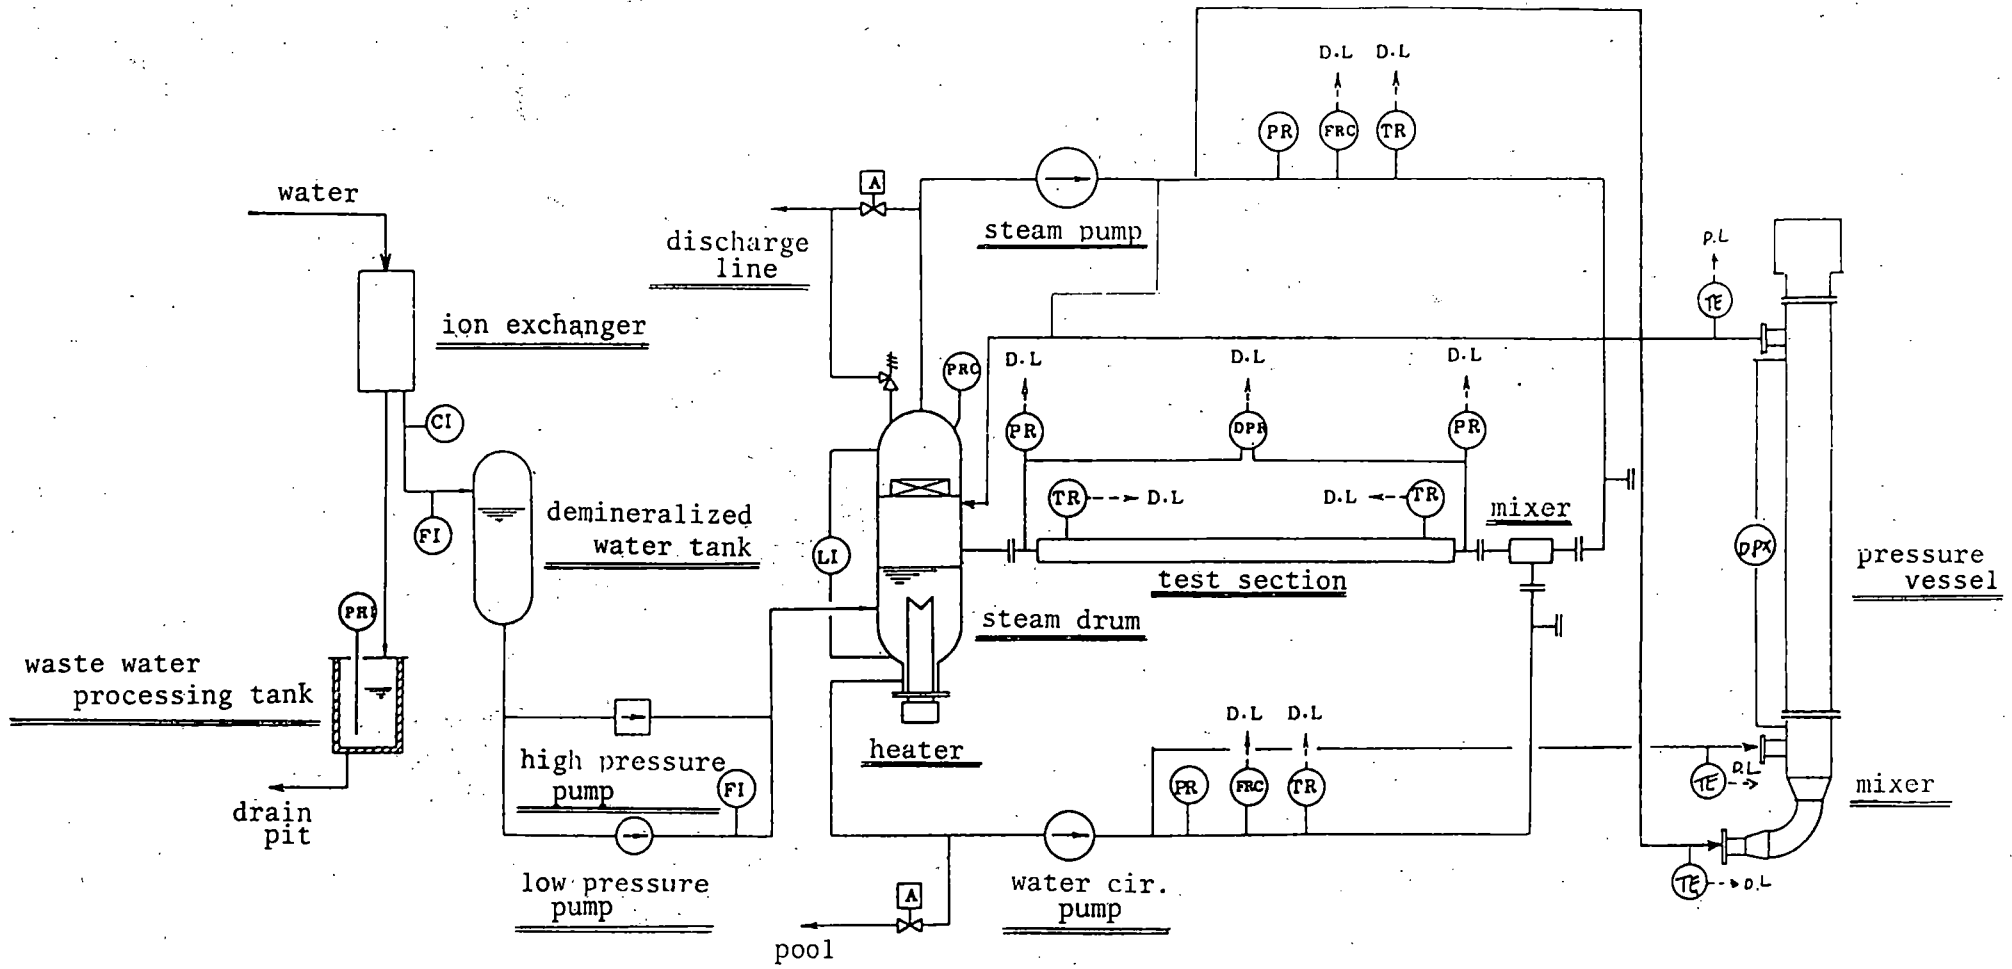 D.L D.L
PR FRC TR
water
A
steam pump
discharge
line
D.L
TE
ion exchanger
PRC
D.L
D.L
D.L
CI
PR
DPR
PR
TR D.L
D.L TR
mixer
demineralized
water tank
FI
LI
DPX
pressure
vessel
test section
PRI
steam drum
waste water
processing tank
D.L D.L
heater
high pressure
pump
FI
PR FRC TR
TE D.L
mixer
drain
pit
low pressure
pump
water cir.
pump
TE D.L
A
pool